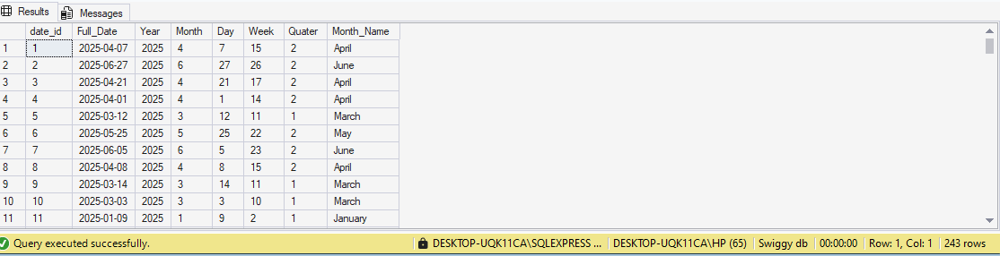 Results Messages
date_id Full_Date Year Month Day Week Quater Month_Name
1 1 2025-04-07 2025 4 7 15 2 April
2 2 2025-06-27 2025 6 27 26 2 June
3 3 2025-04-21 2025 4 21 17 2 April
4 4 2025-04-01 2025 4 1 14 2 April
5 5 2025-03-12 2025 3 12 11 1 March
6 6 2025-05-25 2025 5 25 22 2 May
7 7 2025-06-05 2025 6 5 23 2 June
8 8 2025-04-08 2025 4 8 15 2 April
9 9 2025-03-14 2025 3 14 11 1 March
10 10 2025-03-03 2025 3 3 10 1 March
11 11 2025-01-09 2025 1 9 2 1 January
Query executed successfully. DESKTOP-UQK11CA\SQLEXPRESS ... DESKTOP-UQK11CA\HP (65) Swiggy db 00:00:00 Row: 1, Col: 1 243 rows